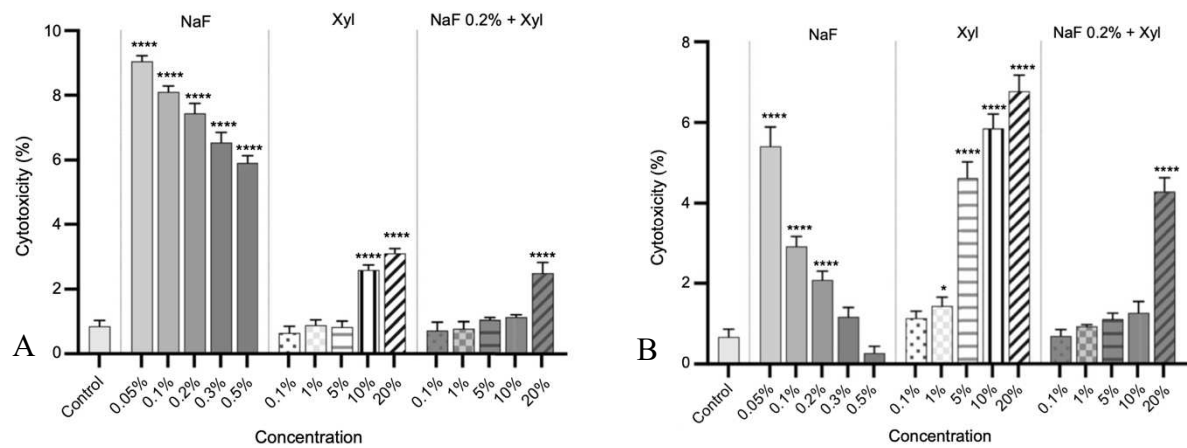 NaF Xyl NaF 0.2% + Xyl
10
8
6
4
2
0
Cytotoxicity (%)
**** **** **** **** ****
**** ****
****
Control 0.05% 0.1% 0.2% 0.3% 0.5% 0.1% 1% 5% 10% 20% 0.1% 1% 5% 10% 20%
Concentration
A
NaF Xyl NaF 0.2% + Xyl
8
6
4
2
0
Cytotoxicity (%)
**** **** ****
* **** **** ****
****
Control 0.05% 0.1% 0.2% 0.3% 0.5% 0.1% 1% 5% 10% 20% 0.1% 1% 5% 10% 20%
Concentration
B